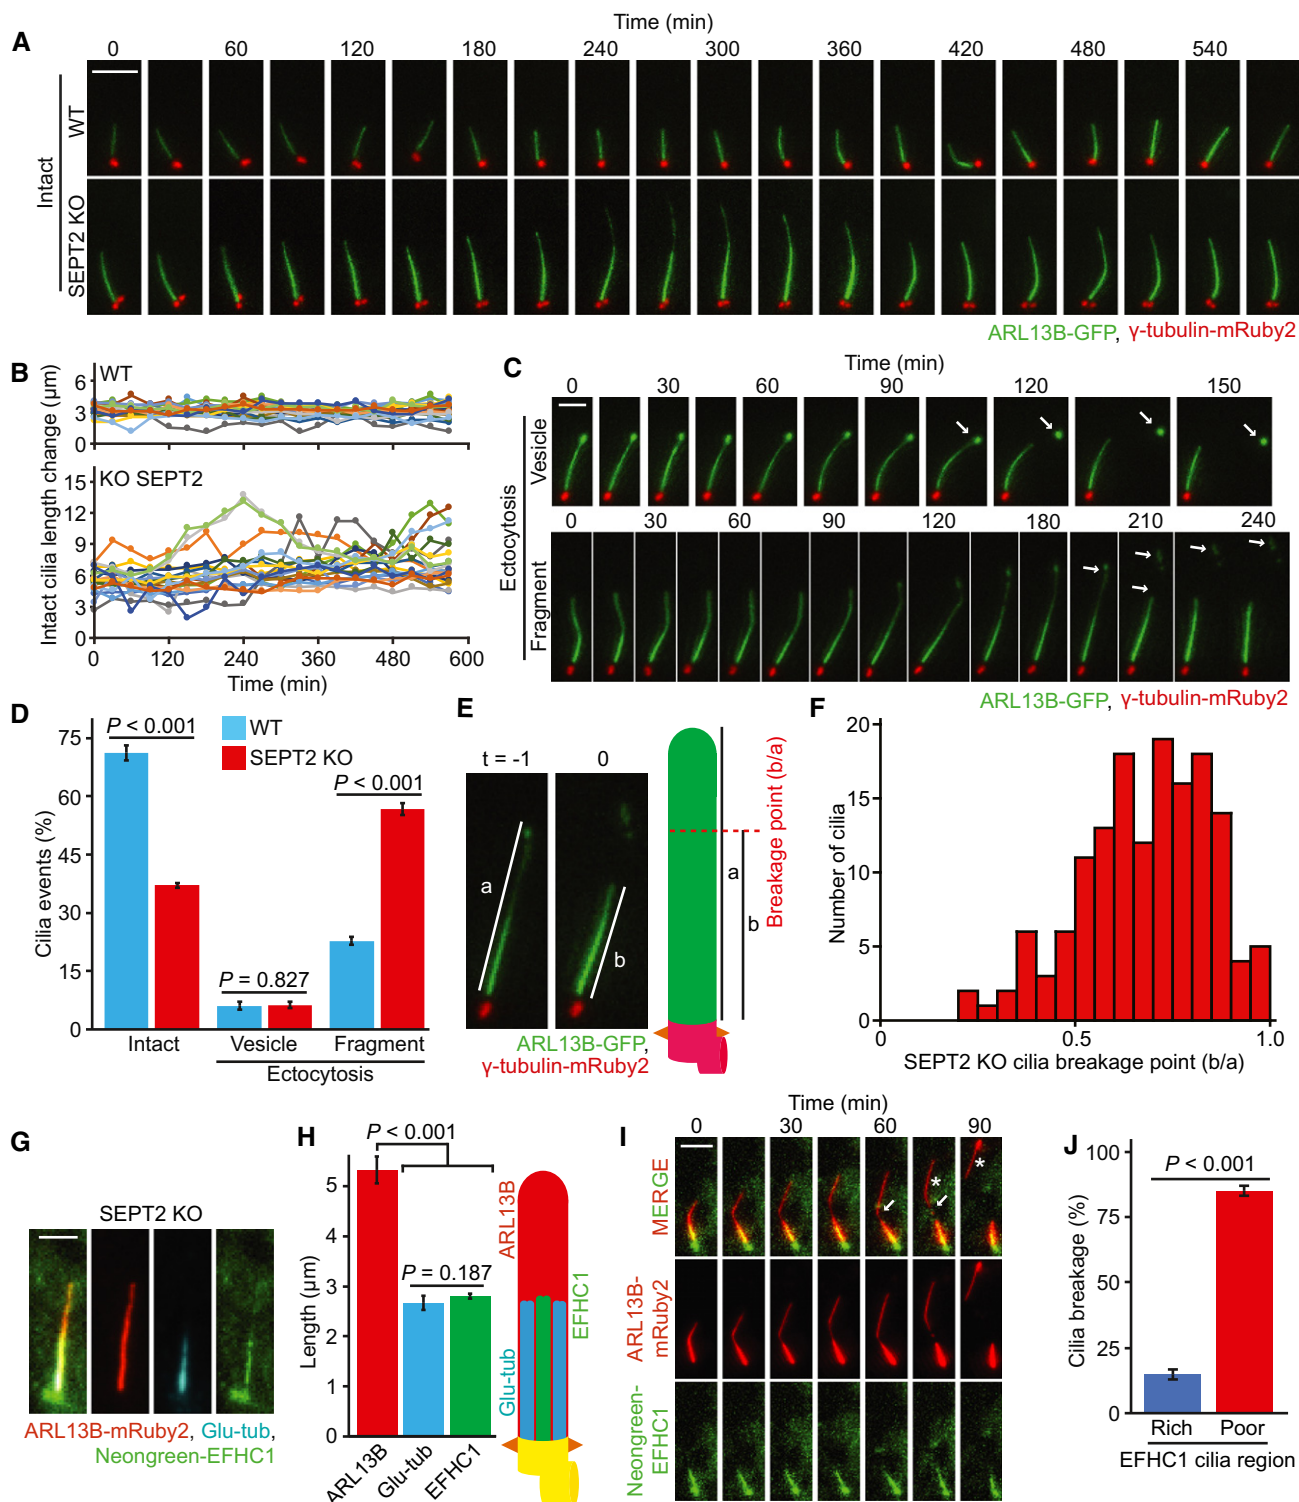 A
Time (min)
0 60 120 180 240 300 360 420 480 540
Intact
WT
SEPT2 KO
ARL13B-GFP, γ-tubulin-mRuby2
B
Intact cilia length change (μm)
WT
6
3
0
KO SEPT2
15
12
9
6
3
0
0 120 240 360 480 600
Time (min)
C
Time (min)
0 30 60 90 120 150
Ectocytosis
Vesicle
0 30 60 90 120 180 210 240
Fragment
ARL13B-GFP, γ-tubulin-mRuby2
D
Cilia events (%)
75
60
45
30
15
0
P < 0.001
WT
SEPT2 KO
P < 0.001
P = 0.827
Intact Vesicle Fragment
Ectocytosis
E
t = -1 0
a
b
ARL13B-GFP,
γ-tubulin-mRuby2
a
b
Breakage point (b/a)
F
Number of cilia
20
15
10
5
0
0 0.5 1.0
SEPT2 KO cilia breakage point (b/a)
G
SEPT2 KO
ARL13B-mRuby2, Glu-tub,
Neongreen-EFHC1
H
P < 0.001
Length (μm)
5
4
3
2
1
0
P = 0.187
ARL13B
Glu-tub
EFHC1
ARL13B
Glu-tub
EFHC1
I
Time (min)
0 30 60 90
MERGE
*
*
ARL13B-
mRuby2
Neongreen-
EFHC1
J
Cilia breakage (%)
100
75
50
25
0
P < 0.001
Rich Poor
EFHC1 cilia region